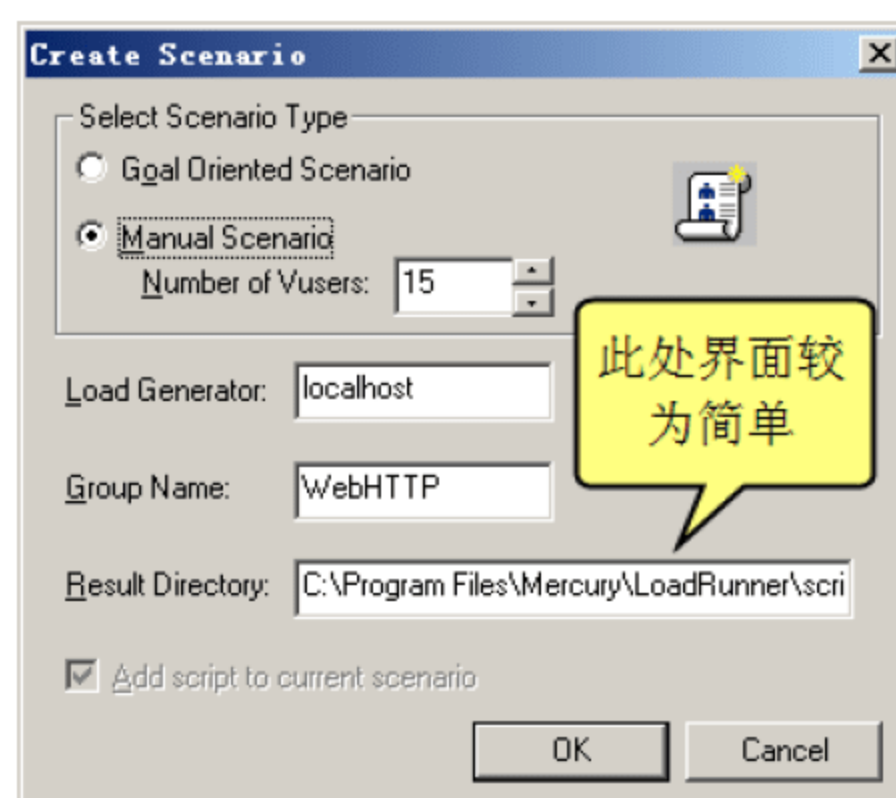 Create Scenario
Select Scenario Type
Goal Oriented Scenario
Manual Scenario
Number of Vusers: 15
此处界面较
为简单
Load Generator: localhost
Group Name: WebHTTP
Result Directory: C:\Program Files\Mercury\LoadRunner\scri
Add script to current scenario
OK Cancel